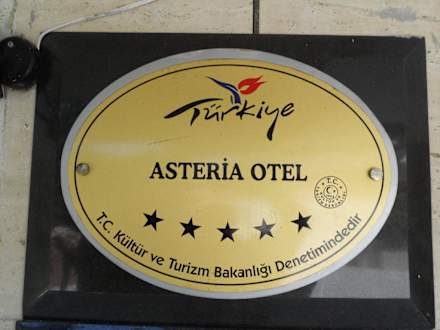 Türkiye
ASTERİA OTEL
T.C.
T.C. Kültür ve Turizm Bakanlığı Denetimindedir